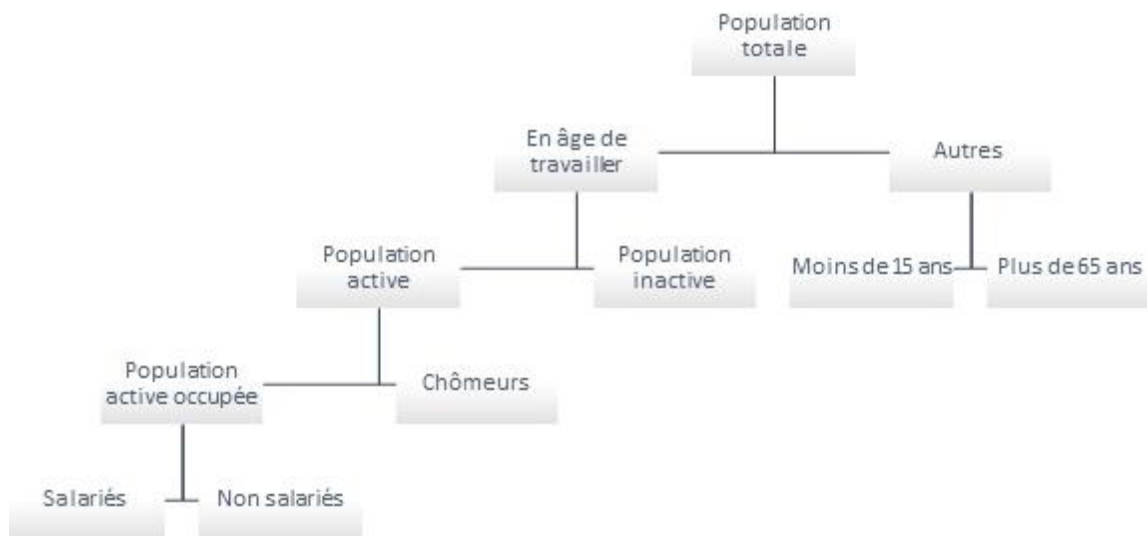 Population
totale
En âge de
travailler
Autres
Population
active
Population
inactive
Moins de 15 ans
Plus de 65 ans
Population
active occupée
Chômeurs
Salariés
Non salariés